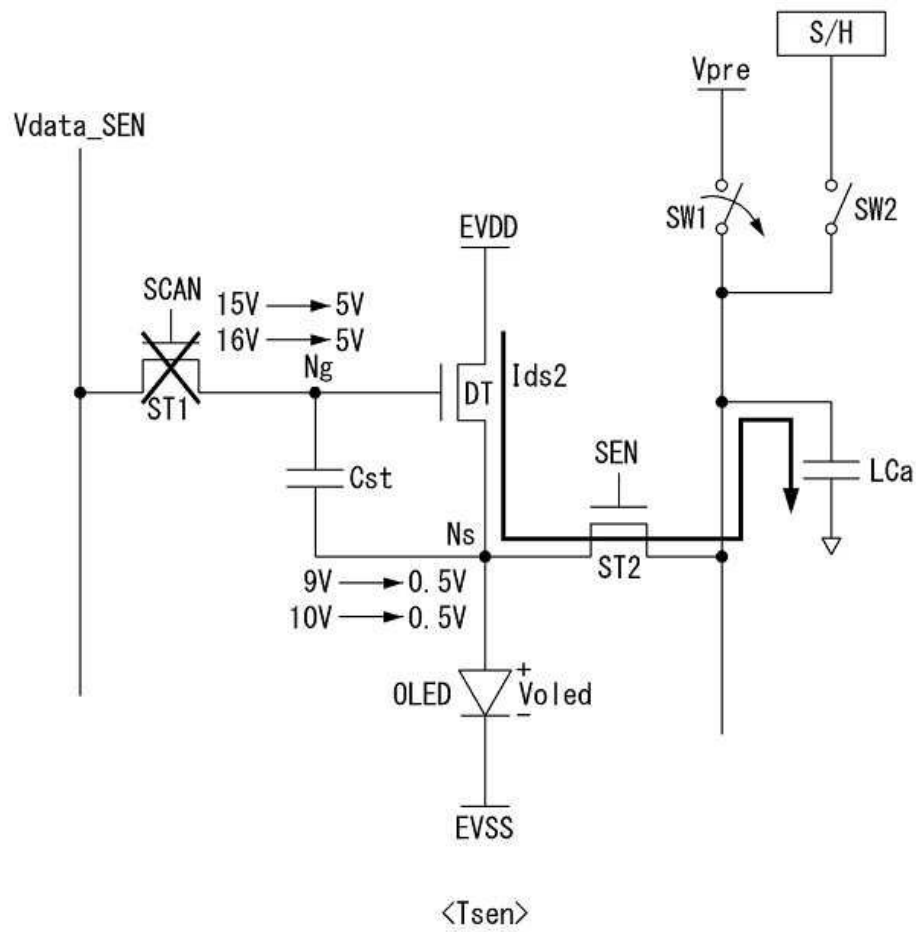 S/H
Vpre
Vdata_SEN
SW1
SW2
EVDD
SCAN
15V → 5V
16V → 5V
Ng
DT
Ids2
ST1
SEN
LCa
Cst
Ns
ST2
9V → 0.5V
10V → 0.5V
OLED
+
Voled
-
EVSS
<Tsen>